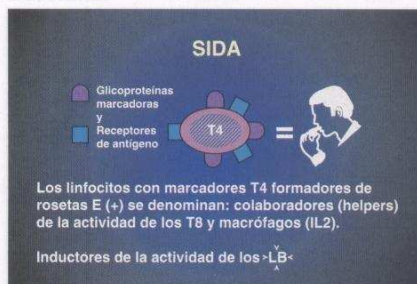 SIDA
Glicoproteínas
marcadoras
y
Receptores
de antígeno
T4
=
Los linfocitos con marcadores T4 formadores de
rosetas E (+) se denominan: colaboradores (helpers)
de la actividad de los T8 y macrófagos (IL2).
Inductores de la actividad de los >LB<